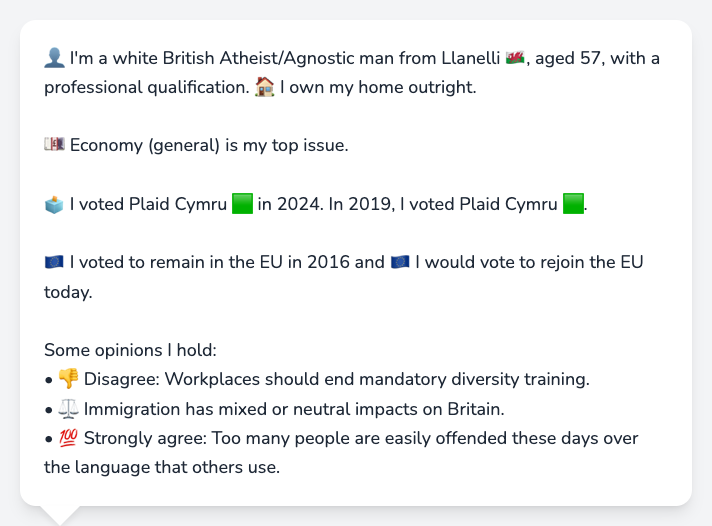 👤 I'm a white British Atheist/Agnostic man from Llanelli 🏴󠁧󠁢󠁷󠁬󠁳󠁿, aged 57, with a
professional qualification. 🏠 I own my home outright.
💷 Economy (general) is my top issue.
🗳️ I voted Plaid Cymru 🟩 in 2024. In 2019, I voted Plaid Cymru 🟩.
🇪🇺 I voted to remain in the EU in 2016 and 🇪🇺 I would vote to rejoin the EU
today.
Some opinions I hold:
• 👎 Disagree: Workplaces should end mandatory diversity training.
• ⚖️ Immigration has mixed or neutral impacts on Britain.
• 💯 Strongly agree: Too many people are easily offended these days over
the language that others use.